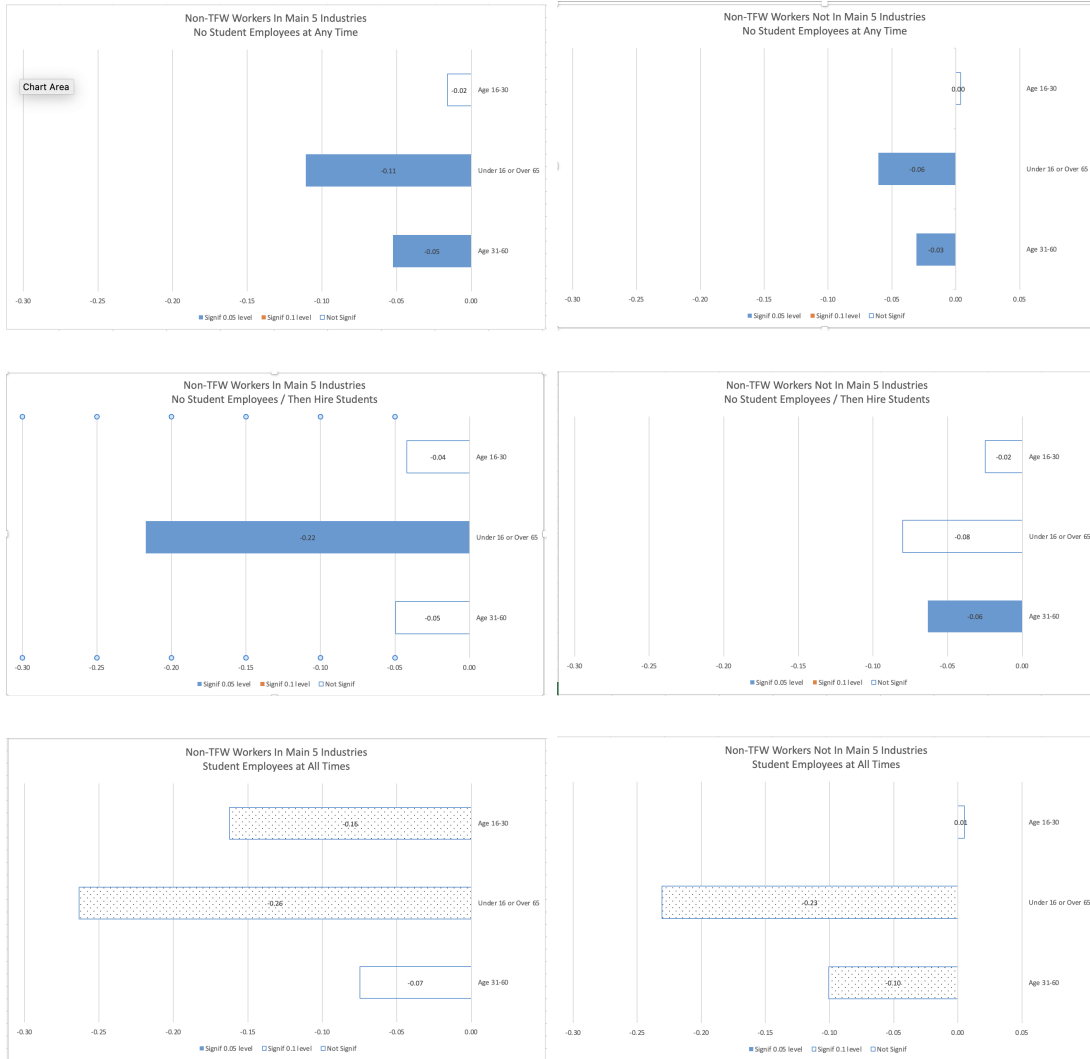 Non-TFW Workers In Main 5 Industries
No Student Employees at Any Time
Chart Area
-0.02 Age 16-30
-0.11 Under 16 or Over 65
-0.05 Age 31-60
-0.30 -0.25 -0.20 -0.15 -0.10 -0.05 0.00
Signif 0.05 level Signif 0.1 level Not Signif
Non-TFW Workers Not In Main 5 Industries
No Student Employees at Any Time
0.00 Age 16-30
-0.06 Under 16 or Over 65
-0.03 Age 31-60
-0.30 -0.25 -0.20 -0.15 -0.10 -0.05 0.00 0.05
Signif 0.05 level Signif 0.1 level Not Signif
Non-TFW Workers In Main 5 Industries
No Student Employees / Then Hire Students
-0.04 Age 16-30
-0.22 Under 16 or Over 65
-0.05 Age 31-60
-0.30 -0.25 -0.20 -0.15 -0.10 -0.05 0.00
Signif 0.05 level Signif 0.1 level Not Signif
Non-TFW Workers Not In Main 5 Industries
No Student Employees / Then Hire Students
-0.02 Age 16-30
-0.08 Under 16 or Over 65
-0.06 Age 31-60
-0.30 -0.25 -0.20 -0.15 -0.10 -0.05 0.00
Signif 0.05 level Signif 0.1 level Not Signif
Non-TFW Workers In Main 5 Industries
Student Employees at All Times
-0.16 Age 16-30
-0.26 Under 16 or Over 65
-0.07 Age 31-60
-0.30 -0.25 -0.20 -0.15 -0.10 -0.05 0.00
Signif 0.05 level Signif 0.1 level Not Signif
Non-TFW Workers Not In Main 5 Industries
Student Employees at All Times
0.01 Age 16-30
-0.23 Under 16 or Over 65
-0.10 Age 31-60
-0.30 -0.25 -0.20 -0.15 -0.10 -0.05 0.00 0.05
Signif 0.05 level Signif 0.1 level Not Signif